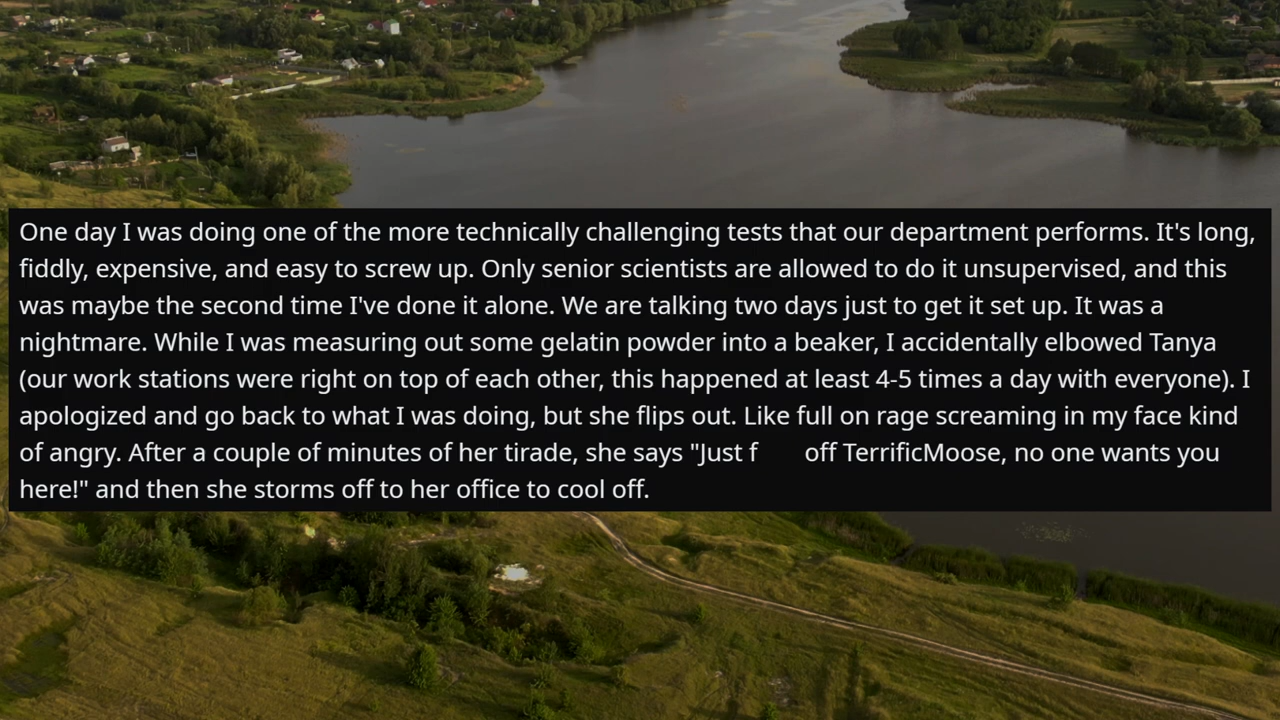 One day I was doing one of the more technically challenging tests that our department performs. It's long,
fiddly, expensive, and easy to screw up. Only senior scientists are allowed to do it unsupervised, and this
was maybe the second time I've done it alone. We are talking two days just to get it set up. It was a
nightmare. While I was measuring out some gelatin powder into a beaker, I accidentally elbowed Tanya
(our work stations were right on top of each other, this happened at least 4-5 times a day with everyone). I
apologized and go back to what I was doing, but she flips out. Like full on rage screaming in my face kind
of angry. After a couple of minutes of her tirade, she says "Just f off TerrificMoose, no one wants you
here!" and then she storms off to her office to cool off.